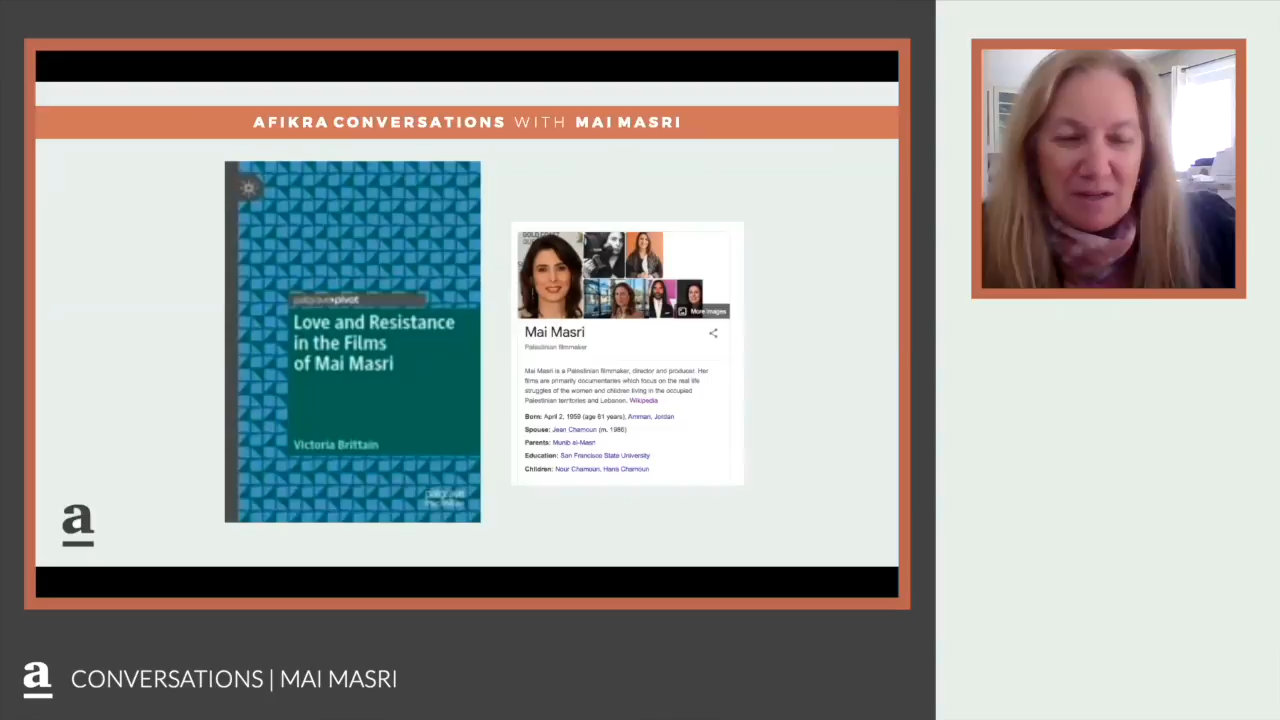 AFIKRA CONVERSATIONS WITH MAI MASRI
palgrave pivot
Love and Resistance
in the Films
of Mai Masri
Victoria Brittain
palgrave
macmillan
More images
Mai Masri
Palestinian filmmaker
Mai Masri is a Palestinian filmmaker, director and producer. Her
films are primarily documentaries which focus on the real life
struggles of the women and children living in the occupied
Palestinian territories and Lebanon. Wikipedia
Born: April 2, 1959 (age 61 years), Amman, Jordan
Spouse: Jean Chamoun (m. 1986)
Parents: Munib al-Masri
Education: San Francisco State University
Children: Nour Chamoun, Hana Chamoun
a
a CONVERSATIONS | MAI MASRI